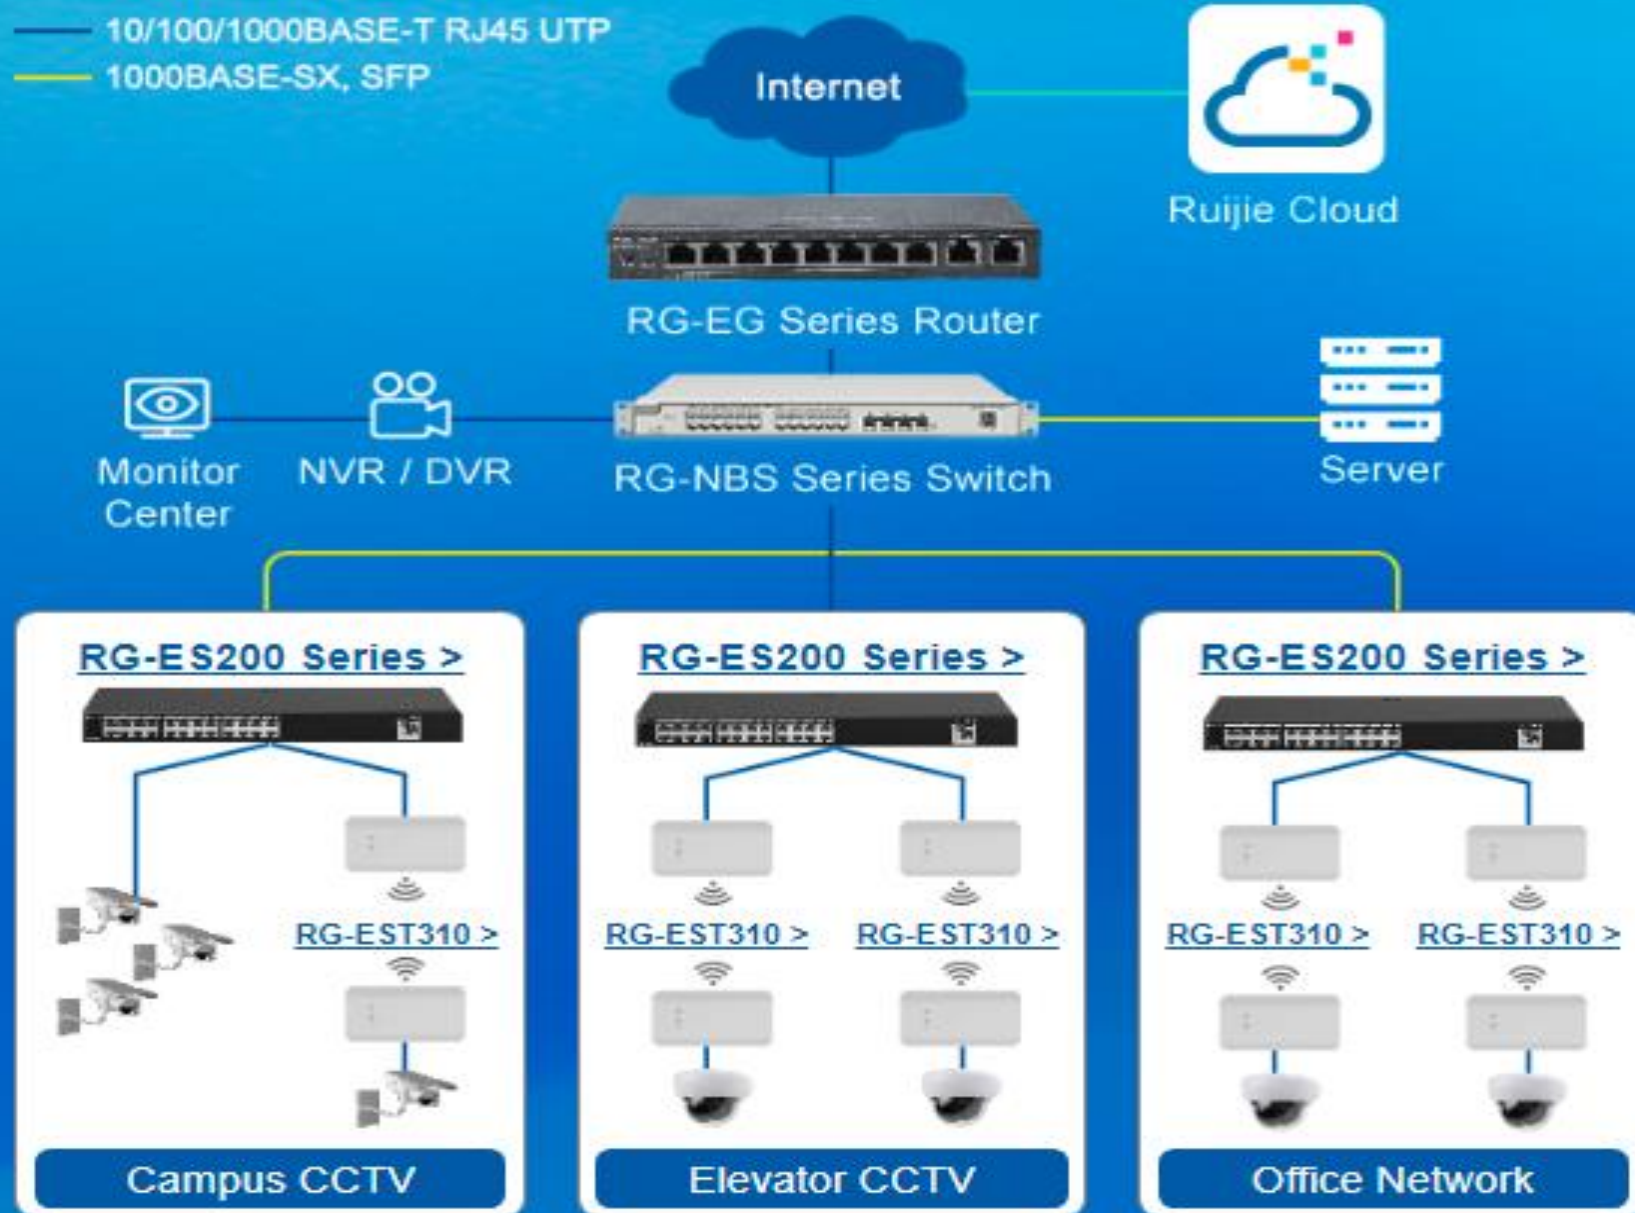 10/100/1000BASE-T RJ45 UTP
1000BASE-SX, SFP
Internet
Ruijie Cloud
RG-EG Series Router
Monitor
Center
NVR / DVR
RG-NBS Series Switch
Server
RG-ES200 Series >
RG-EST310 >
Campus CCTV
RG-ES200 Series >
RG-EST310 >
RG-EST310 >
Elevator CCTV
RG-ES200 Series >
RG-EST310 >
RG-EST310 >
Office Network